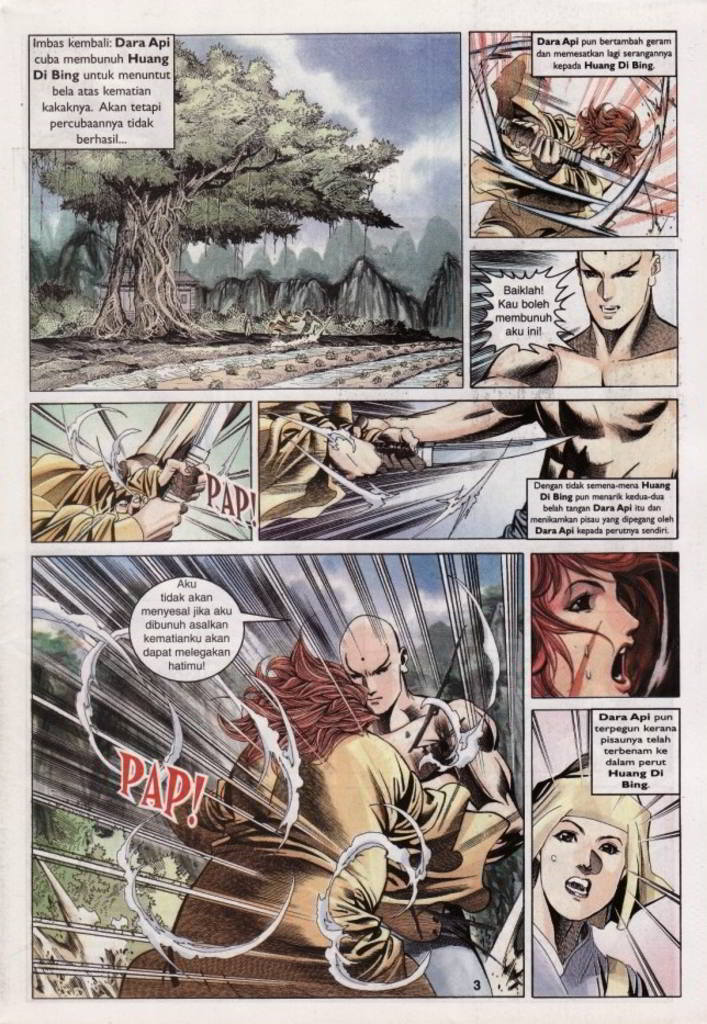 Imbas kembali: Dara Api
cuba membunuh Huang
Di Bing untuk menuntut
bela atas kematian
kakaknya. Akan tetapi
percubaannya tidak
berhasil...
Dara Api pun bertambah geram
dan memesatkan lagi serangannya
kepada Huang Di Bing.
Baiklah!
Kau boleh
membunuh
aku ini!
PAP!
Dengan tidak semena-mena Huang
Di Bing pun menarik kedua-dua
belah tangan Dara Api itu dan
menikamkan pisau yang dipegang oleh
Dara Api kepada perutnya sendiri.
Aku
tidak akan
menyesal jika aku
dibunuh asalkan
kematianku akan
dapat melegakan
hatimu!
PAP!
Dara Api pun
terpegun kerana
pisaunya telah
terbenam ke
dalam perut
Huang Di
Bing.
3